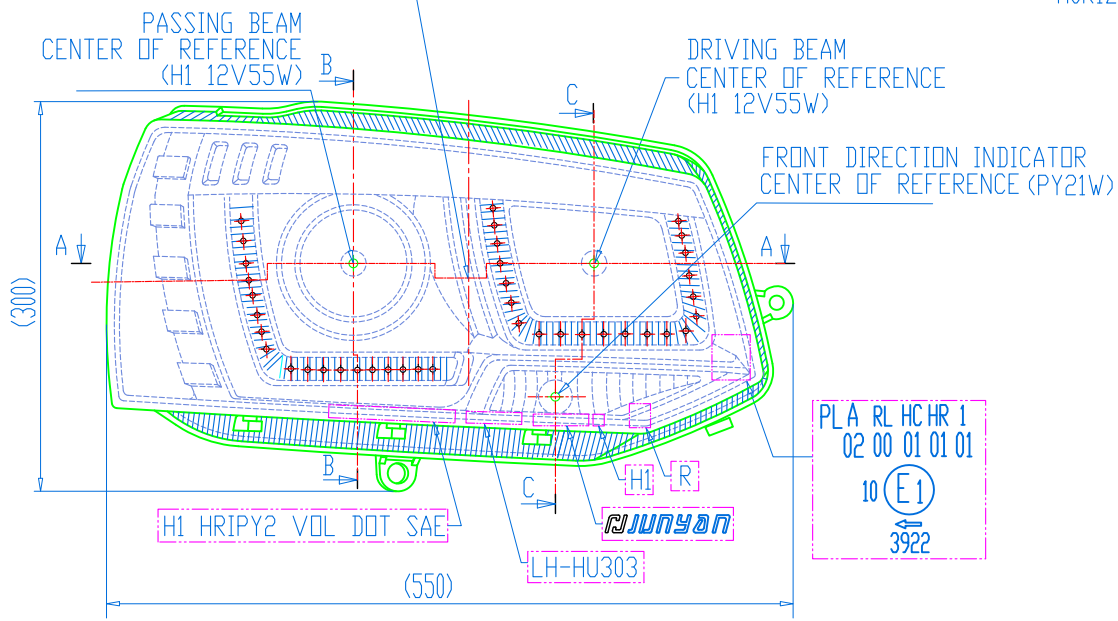 PASSING BEAM
CENTER OF REFERENCE
(H1 12V55W)
DRIVING BEAM
CENTER OF REFERENCE
(H1 12V55W)
FRONT DIRECTION INDICATOR
CENTER OF REFERENCE (PY21W)
B
C
A
A
(300)
B
C
H1
R
PL A RL HC HR 1
02 00 01 01 01
10 E1
3922
H1 HRIPY2 VOL DOT SAE
JUNYAN
LH-HU303
(550)